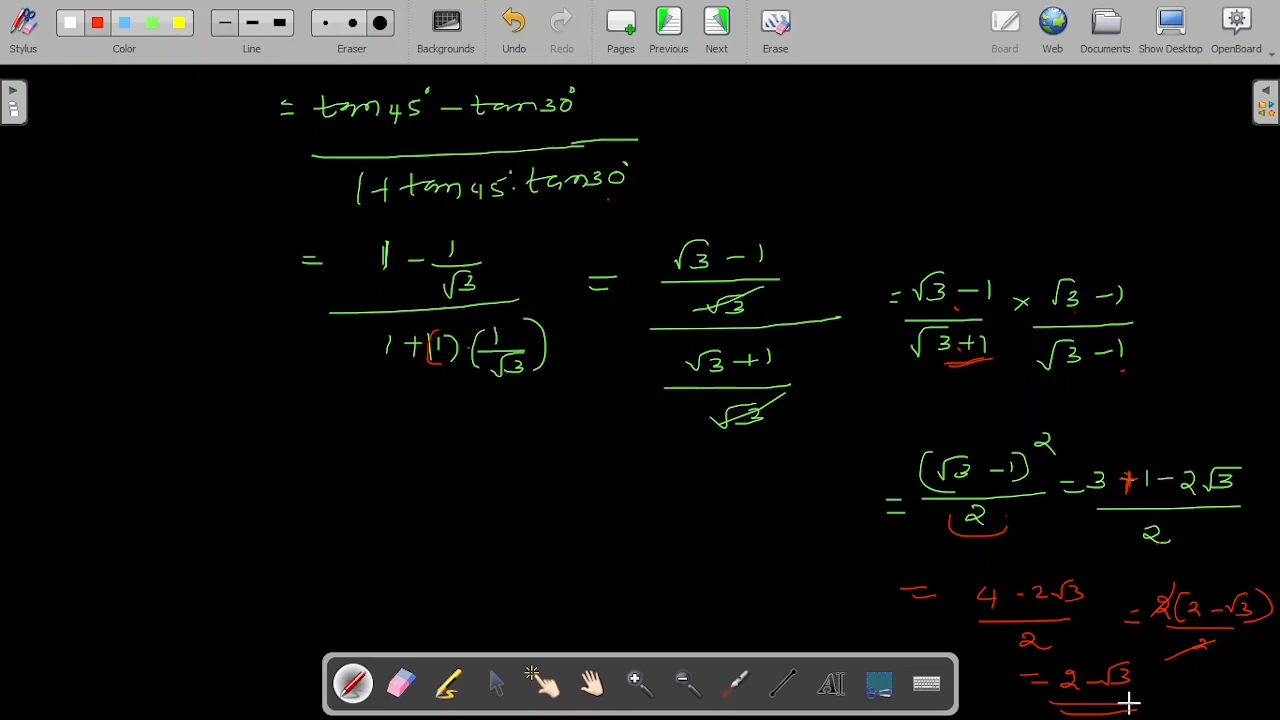 Stylus Color Line Eraser Backgrounds Undo Redo Pages Previous Next Erase Board Web Documents Show Desktop OpenBoard
= tan45° - tan30°
1 + tan45°. tan30°
= 1 - 1/√3
1 + (1) . (1/√3)
= √3 - 1
√3
√3 + 1
√3
= √3 - 1 × √3 - 1
√3 + 1 √3 - 1
= (√3 - 1)² = 3 + 1 - 2√3
2 2
= 4 - 2√3 = 2(2 - √3)
2 2
= 2 - √3
AI